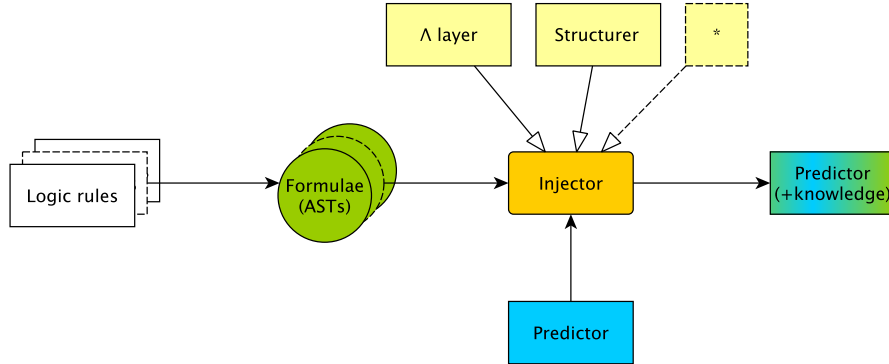 Λ layer
Structurer
*
Logic rules
Formulae
(ASTs)
Injector
Predictor
(+knowledge)
Predictor